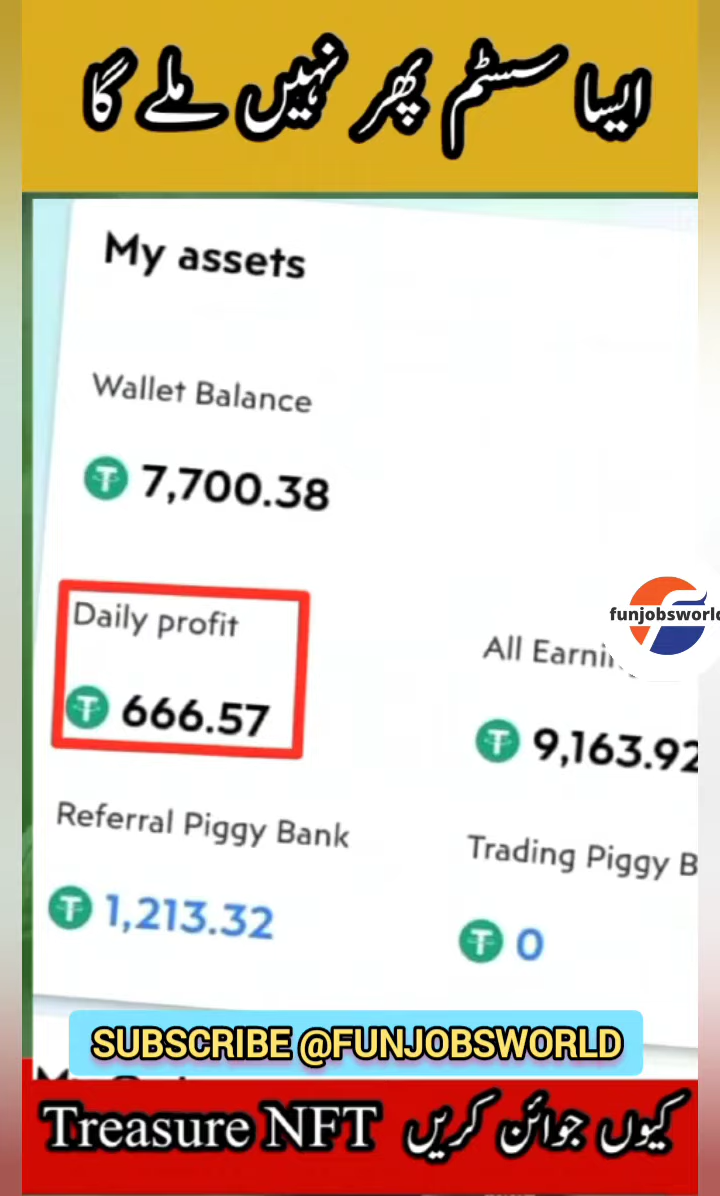 ایسا سسٹم پھر نہیں ملے گا
My assets
Wallet Balance
7,700.38
Daily profit
666.57
funjobsworld
All Earnin
9,163.92
Referral Piggy Bank
1,213.32
Trading Piggy B
0
SUBSCRIBE @FUNJOBSWORLD
کیوں جوائن کریں Treasure NFT